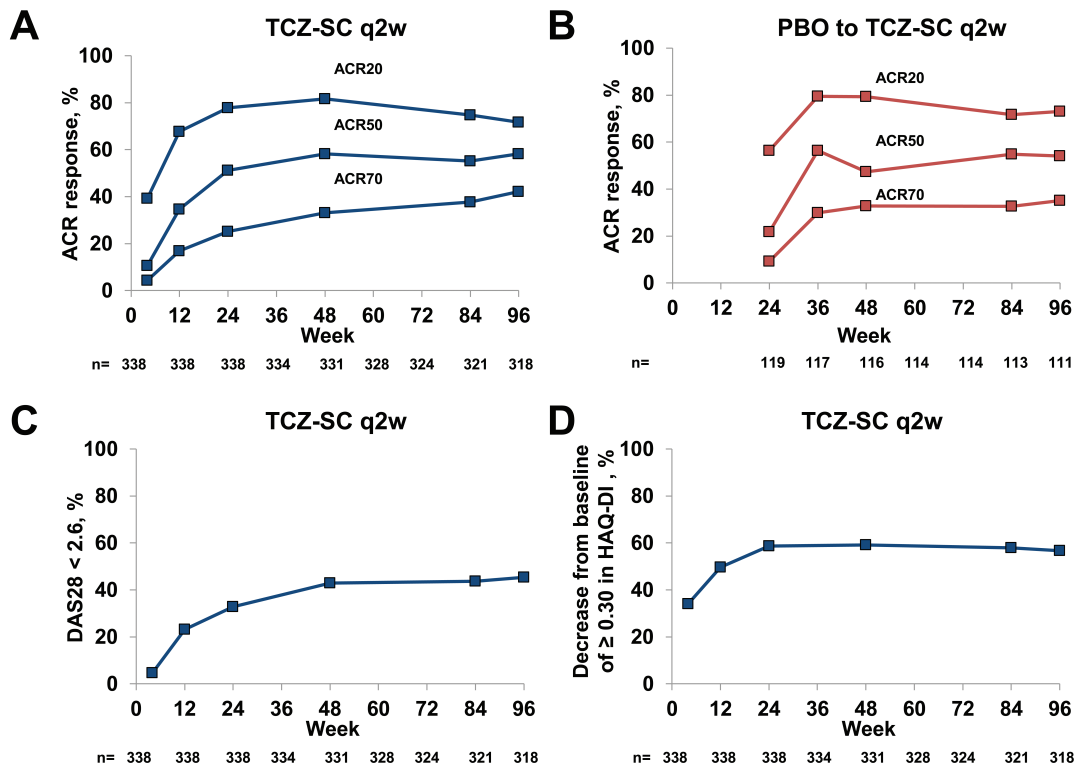 A
TCZ-SC q2w
ACR response, %
100
80
60
40
20
0
ACR20
ACR50
ACR70
0 12 24 36 48 60 72 84 96
Week
n= 338 338 338 334 331 328 324 321 318
B
PBO to TCZ-SC q2w
ACR response, %
100
80
60
40
20
0
ACR20
ACR50
ACR70
0 12 24 36 48 60 72 84 96
Week
n= 119 117 116 114 114 113 111
C
TCZ-SC q2w
DAS28 < 2.6, %
100
80
60
40
20
0
0 12 24 36 48 60 72 84 96
Week
n= 338 338 338 334 331 328 324 321 318
D
TCZ-SC q2w
Decrease from baseline
of ≥ 0.30 in HAQ-DI , %
100
80
60
40
20
0
0 12 24 36 48 60 72 84 96
Week
n= 338 338 338 334 331 328 324 321 318